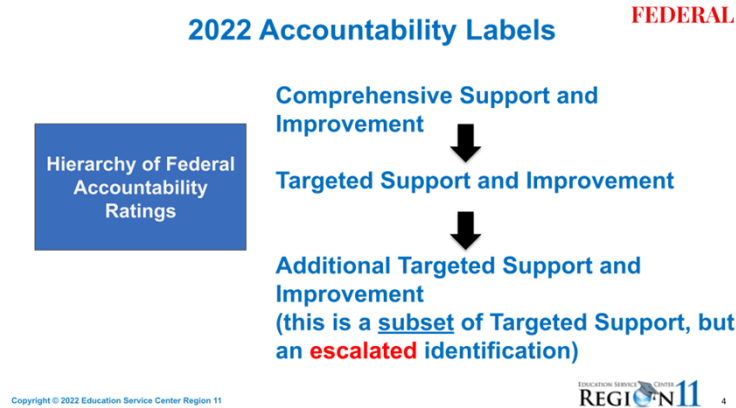 FEDERAL
2022 Accountability Labels
Hierarchy of Federal
Accountability
Ratings
Comprehensive Support and
Improvement
Targeted Support and Improvement
Additional Targeted Support and
Improvement
(this is a subset of Targeted Support, but
an escalated identification)
Copyright © 2022 Education Service Center Region 11
EDUCATION SERVICE CENTER
REGION 11
4